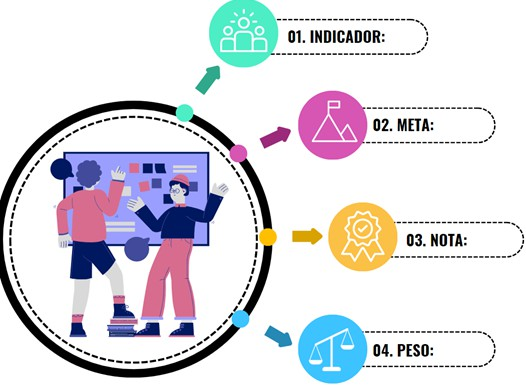 01. INDICADOR:
02. META:
03. NOTA:
04. PESO: